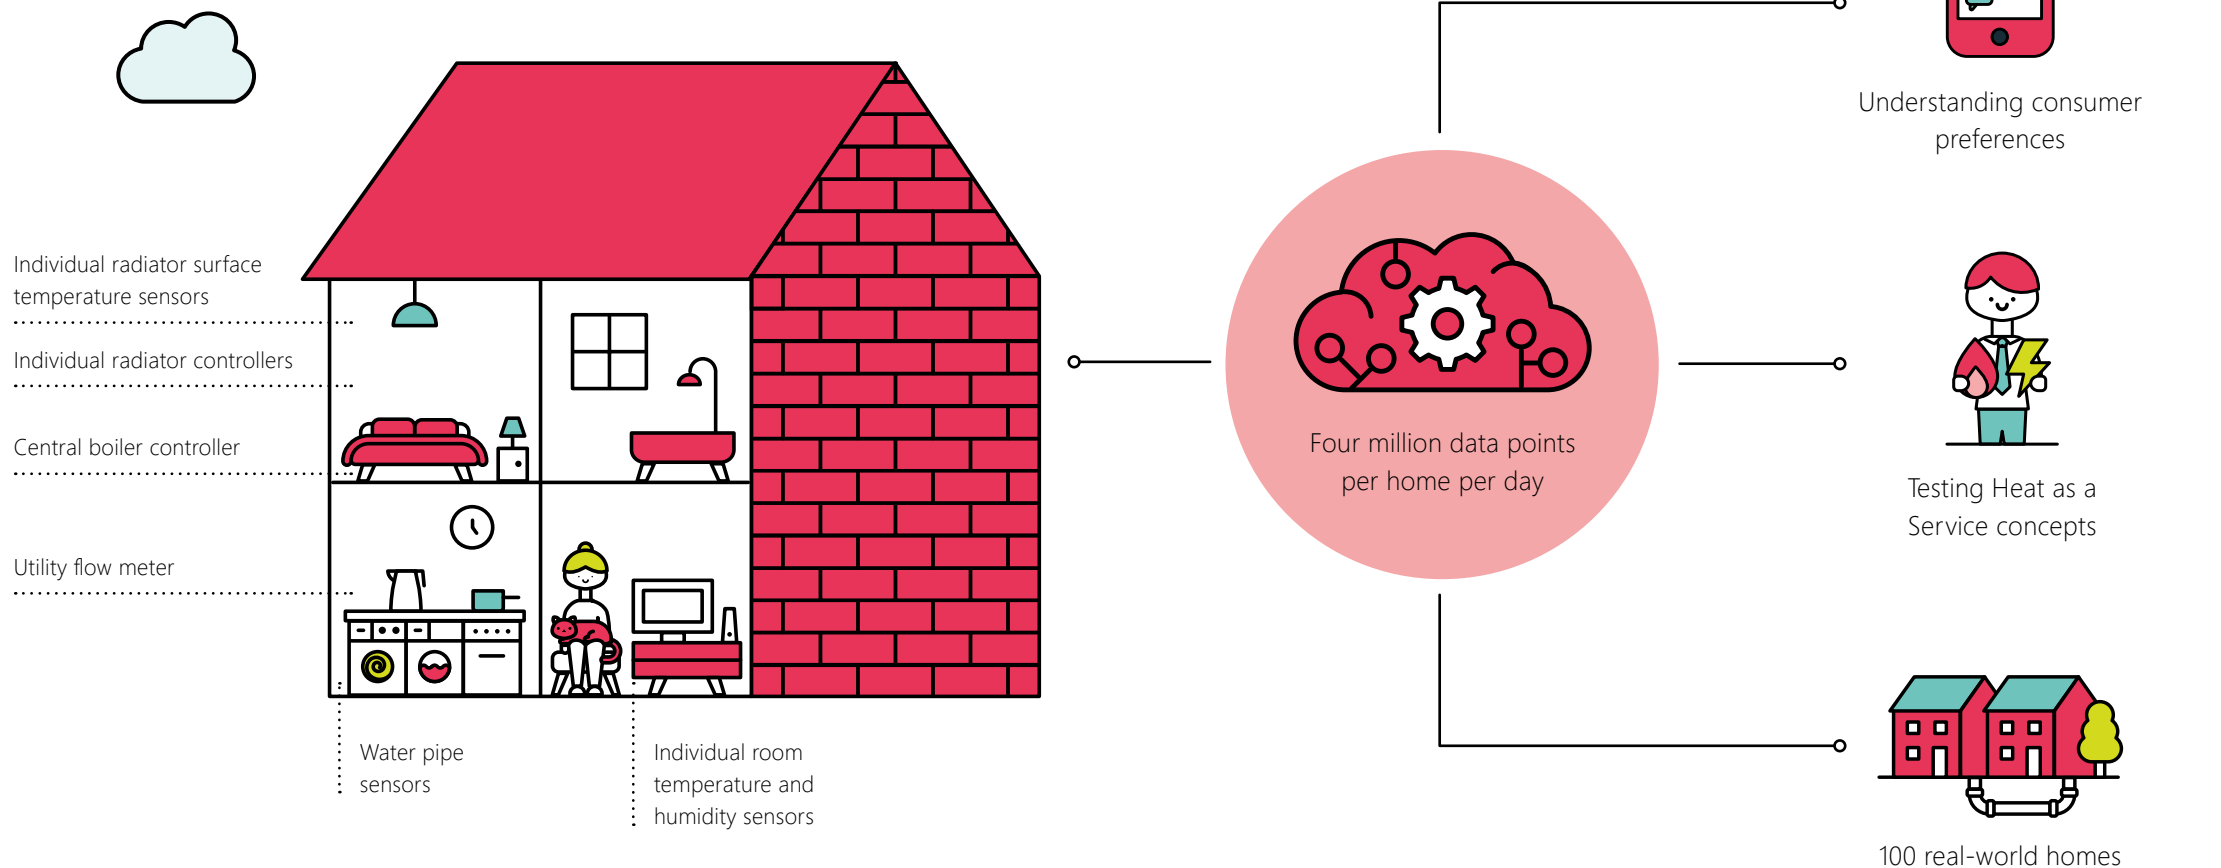 Individual radiator surface
temperature sensors
Individual radiator controllers
Central boiler controller
Utility flow meter
Water pipe
sensors
Individual room
temperature and
humidity sensors
Four million data points
per home per day
Understanding consumer
preferences
Testing Heat as a
Service concepts
100 real-world homes